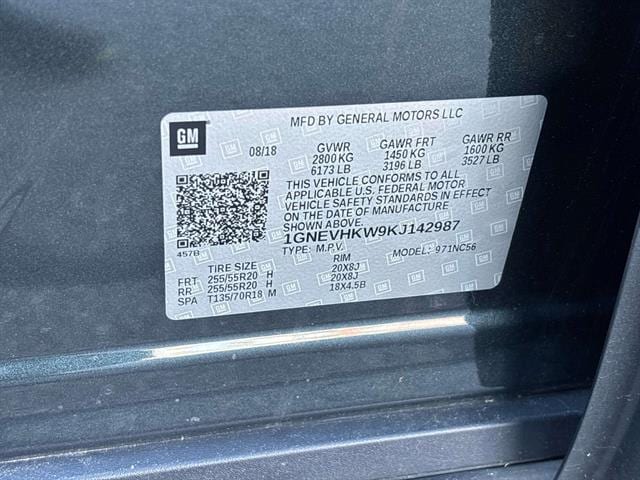 MFD BY GENERAL MOTORS LLC
GM
08/18 GVWR GAWR FRT GAWR RR
2800 KG 1450 KG 1600 KG
6173 LB 3196 LB 3527 LB
THIS VEHICLE CONFORMS TO ALL
APPLICABLE U.S. FEDERAL MOTOR
VEHICLE SAFETY STANDARDS IN EFFECT
ON THE DATE OF MANUFACTURE
SHOWN ABOVE.
1GNEVHKW9KJ142987
457B TYPE: M.P.V. MODEL: 971NC56
TIRE SIZE RIM
FRT 255/55R20 H 20X8J
RR 255/55R20 H 20X8J
SPA T135/70R18 M 18X4.5B